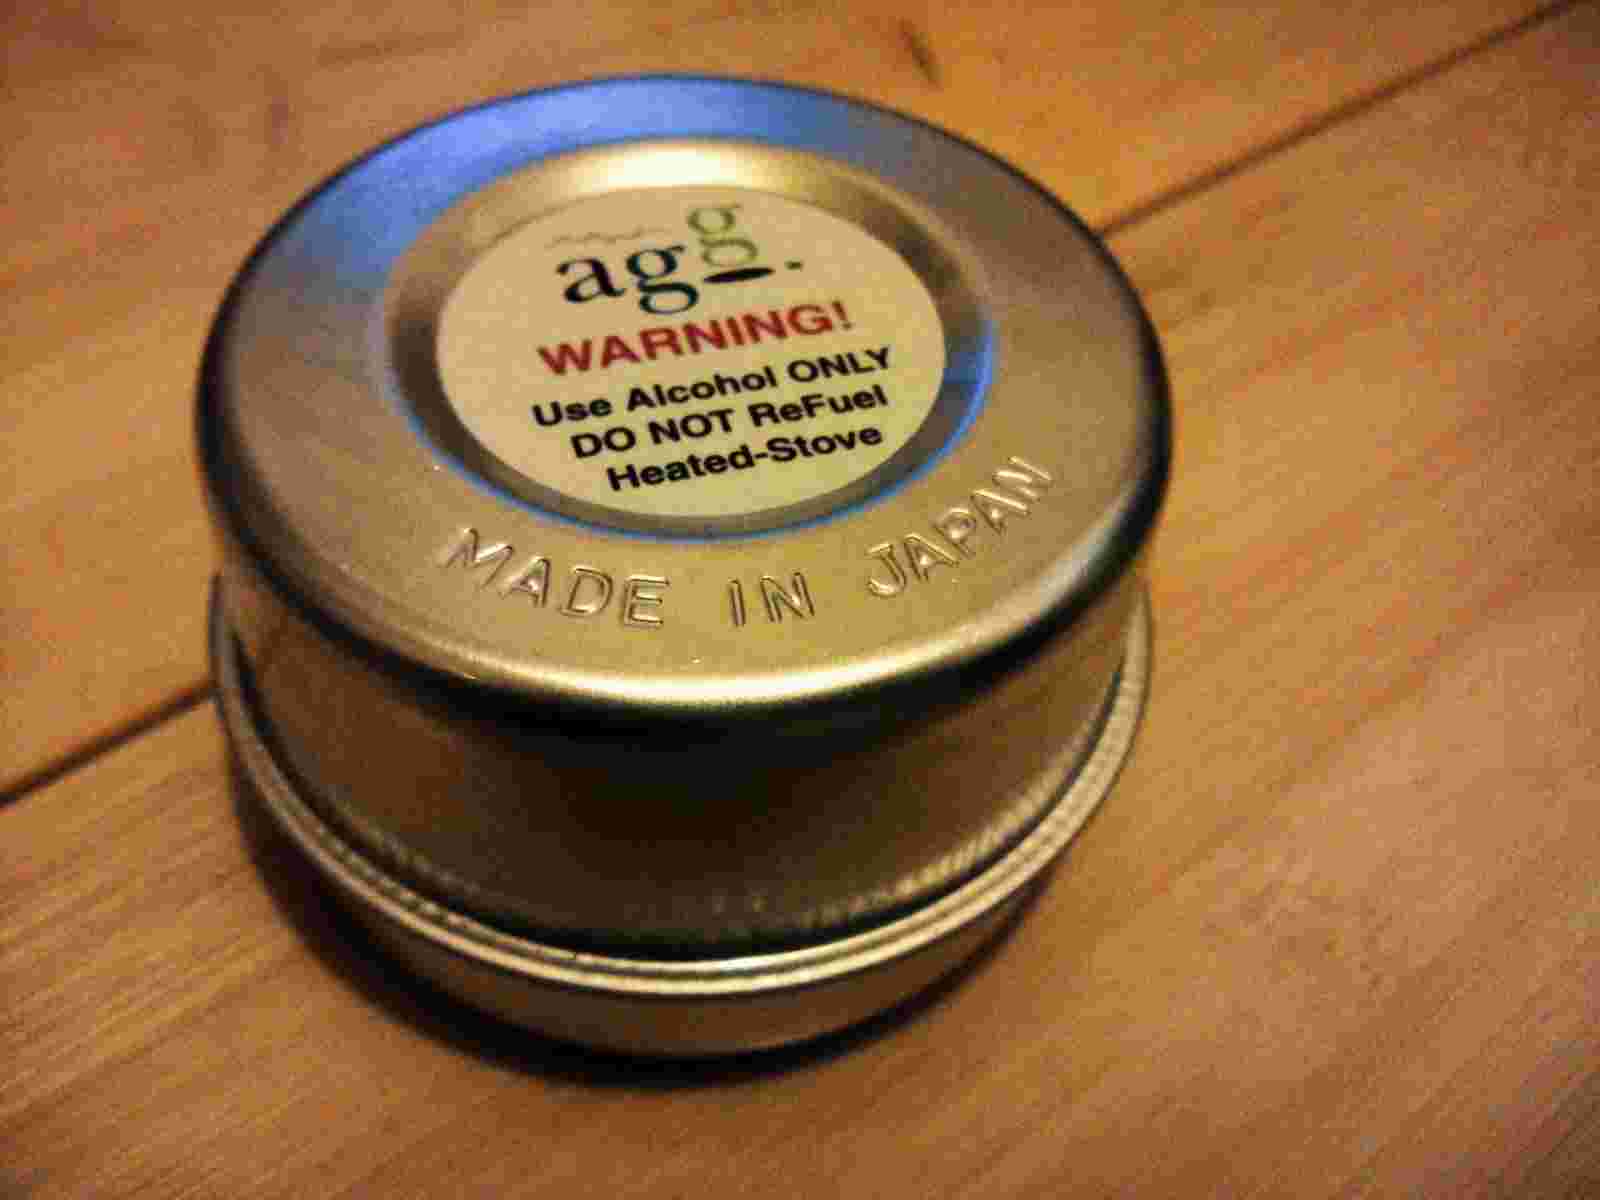 agg.
WARNING!
Use Alcohol ONLY
DO NOT ReFuel
Heated-Stove
MADE IN JAPAN